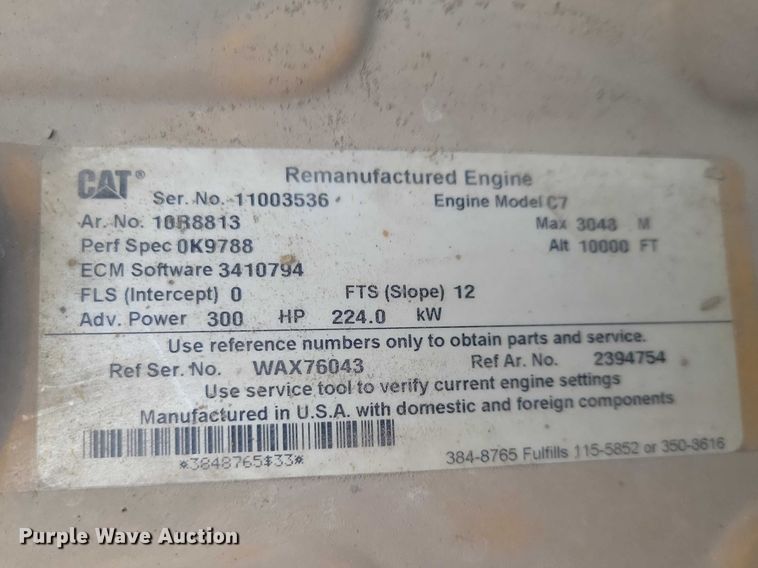 CAT®
Remanufactured Engine
Ser. No. 11003536
Engine Model C7
Ar. No. 10R8813
Max 3048 M
Perf Spec 0K9788
Alt 10000 FT
ECM Software 3410794
FLS (Intercept) 0
FTS (Slope) 12
Adv. Power 300 HP 224.0 kW
Use reference numbers only to obtain parts and service.
Ref Ser. No. WAX76043
Ref Ar. No. 2394754
Use service tool to verify current engine settings
Manufactured in U.S.A. with domestic and foreign components
*3848765$33*
384-8765 Fulfills 115-5852 or 350-3616
Purple Wave Auction